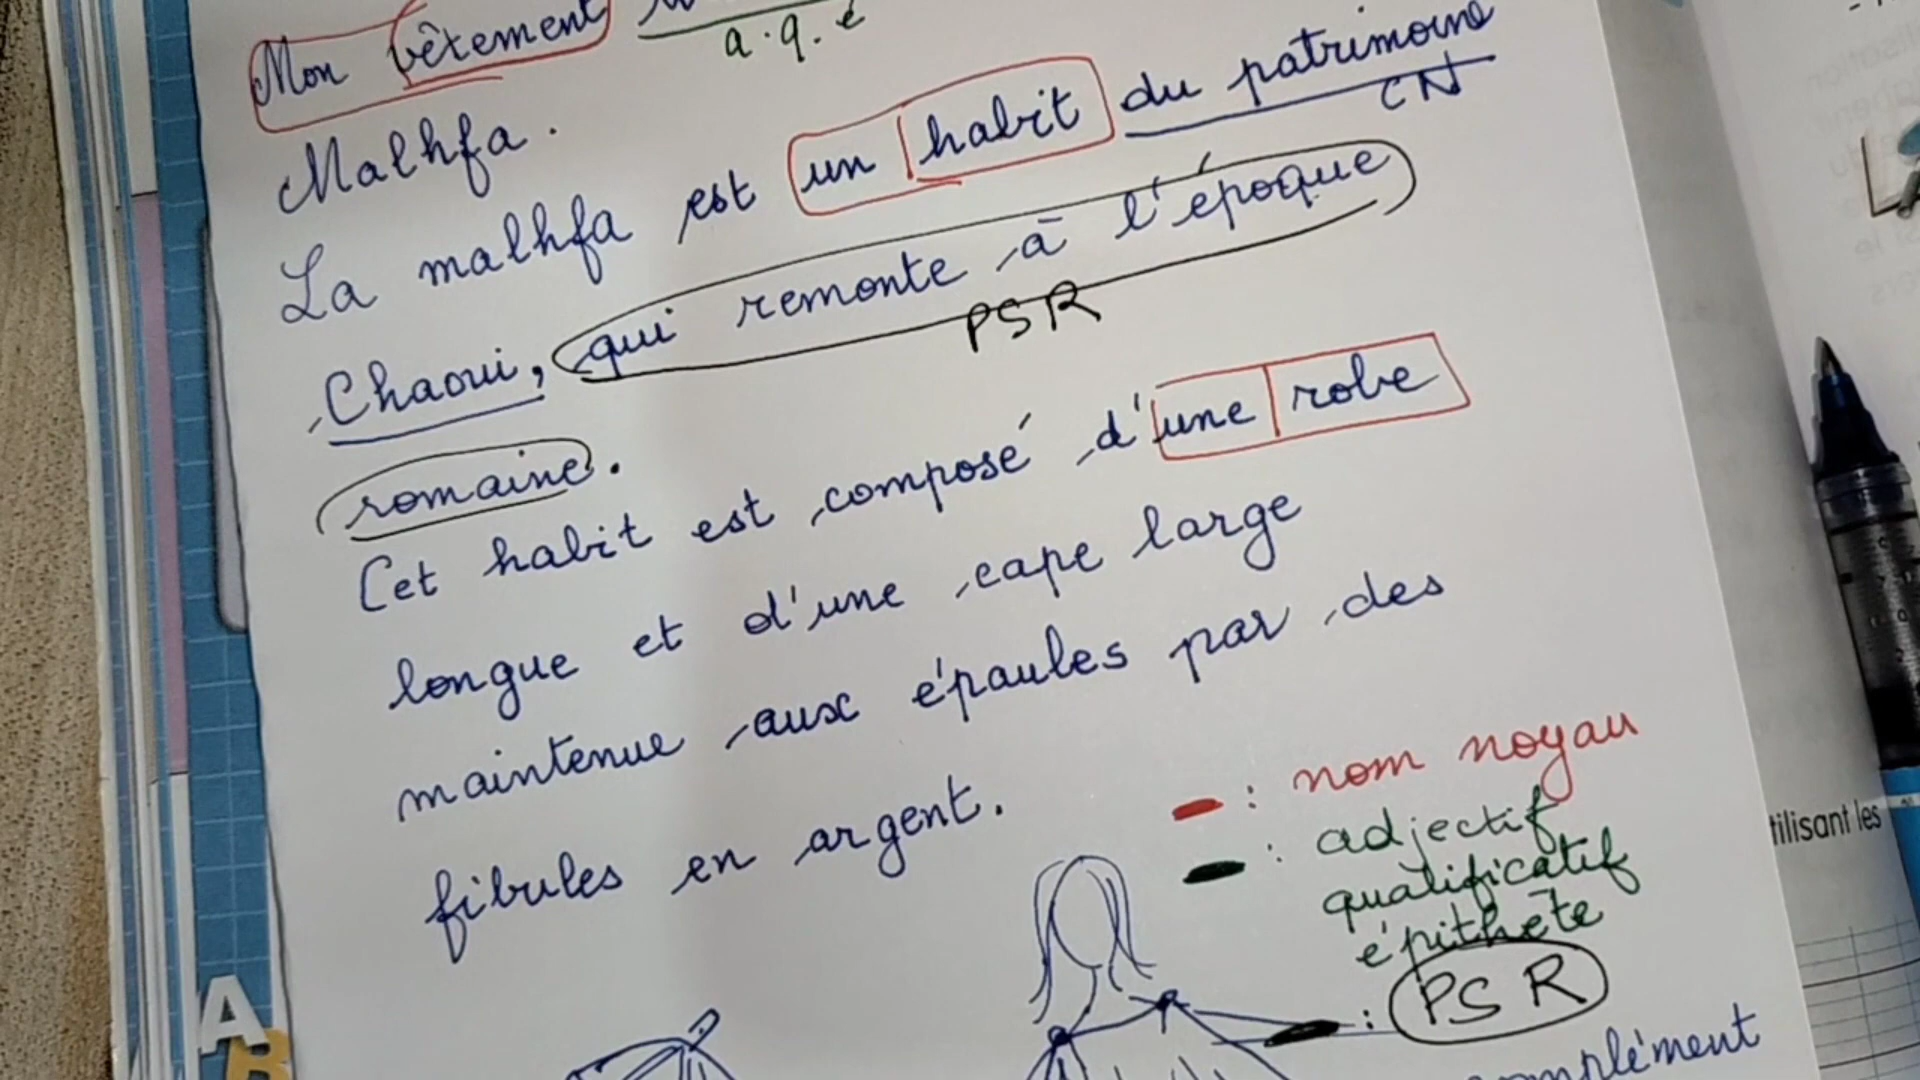 Mon vêtement
a.q.é
Malhfa.
La malhfa est un habit du patrimoine
CN
Chaoui, qui remonte à l'époque
PSR
romaine.
Cet habit est composé d'une robe
longue et d'une cape large
maintenue aux épaules par des
fibules en argent.
: nom noyau
: adjectif
qualificatif
épithète
: PSR
complément
tilisant les
A
B